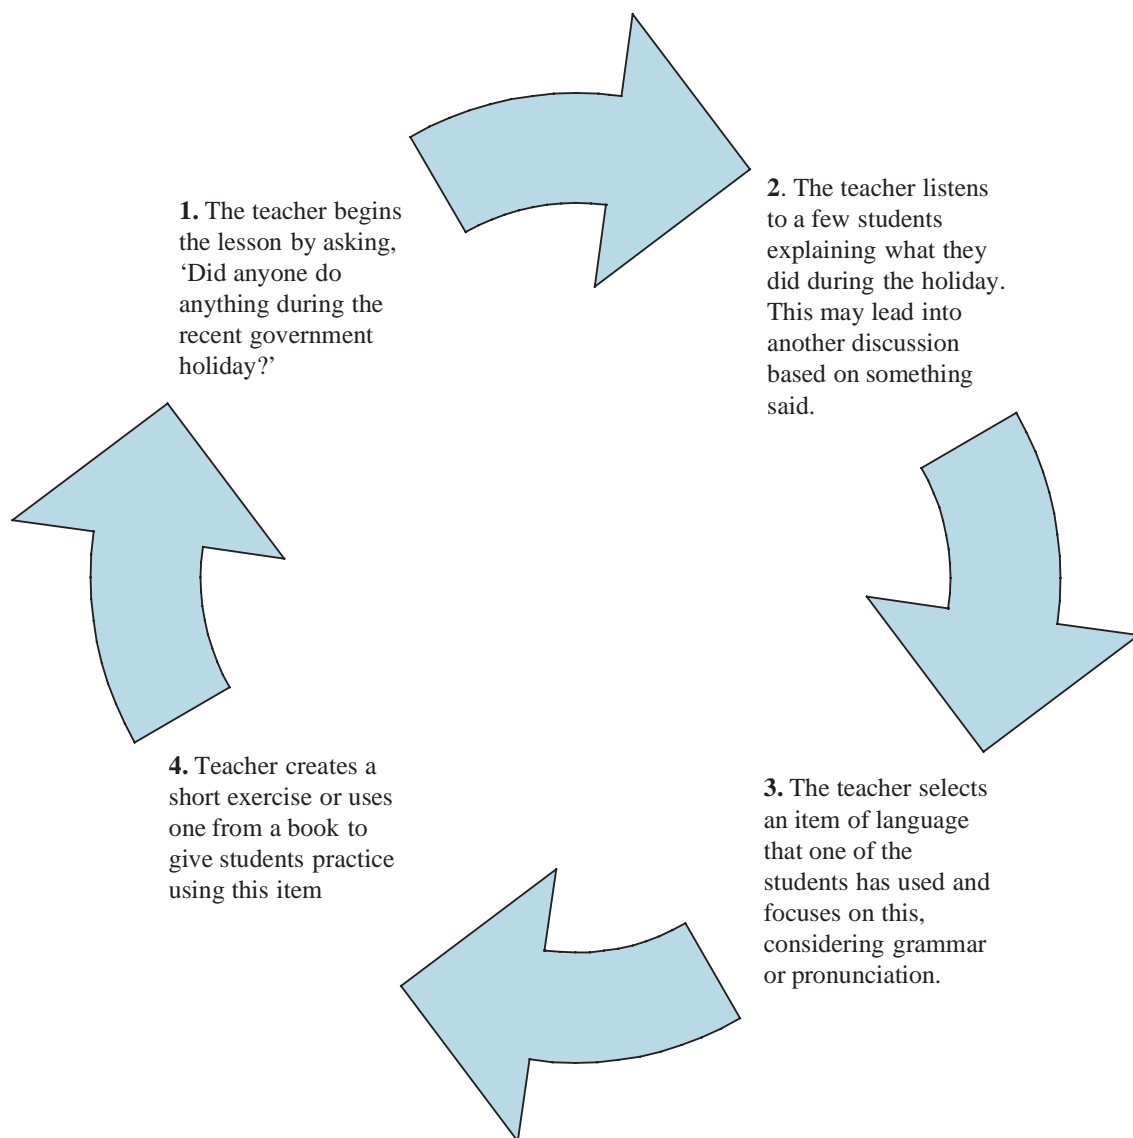 1. The teacher begins
the lesson by asking,
‘Did anyone do
anything during the
recent government
holiday?’
2. The teacher listens
to a few students
explaining what they
did during the holiday.
This may lead into
another discussion
based on something
said.
3. The teacher selects
an item of language
that one of the
students has used and
focuses on this,
considering grammar
or pronunciation.
4. Teacher creates a
short exercise or uses
one from a book to
give students practice
using this item